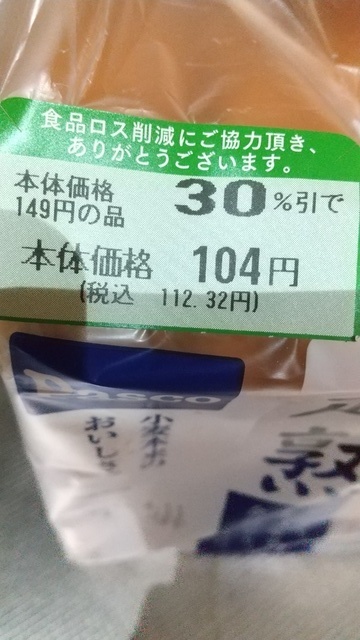 食品ロス削減にご協力頂き、
ありがとうございます。
本体価格
149円の品
30%引で
本体価格 104円
(税込 112.32円)
Pasco
小麦本来の
おいしさ
熟